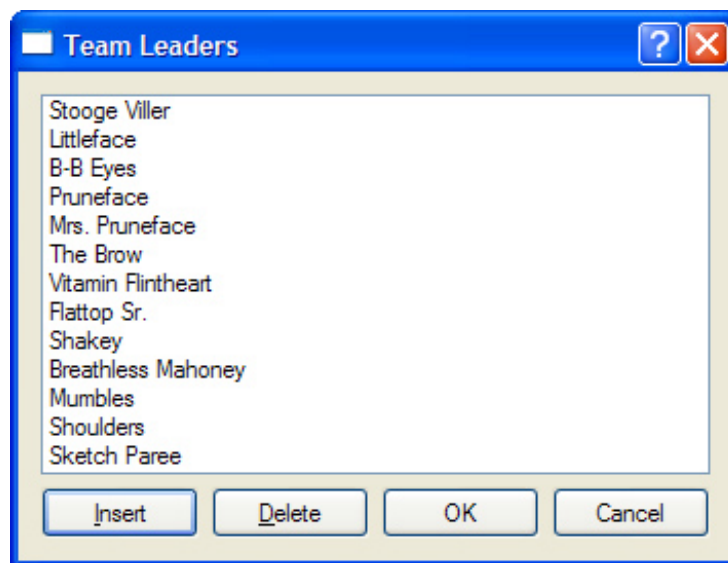 Team Leaders
Stooge Viller
Littleface
B-B Eyes
Pruneface
Mrs. Pruneface
The Brow
Vitamin Flintheart
Flattop Sr.
Shakey
Breathless Mahoney
Mumbles
Shoulders
Sketch Paree
Insert Delete OK Cancel